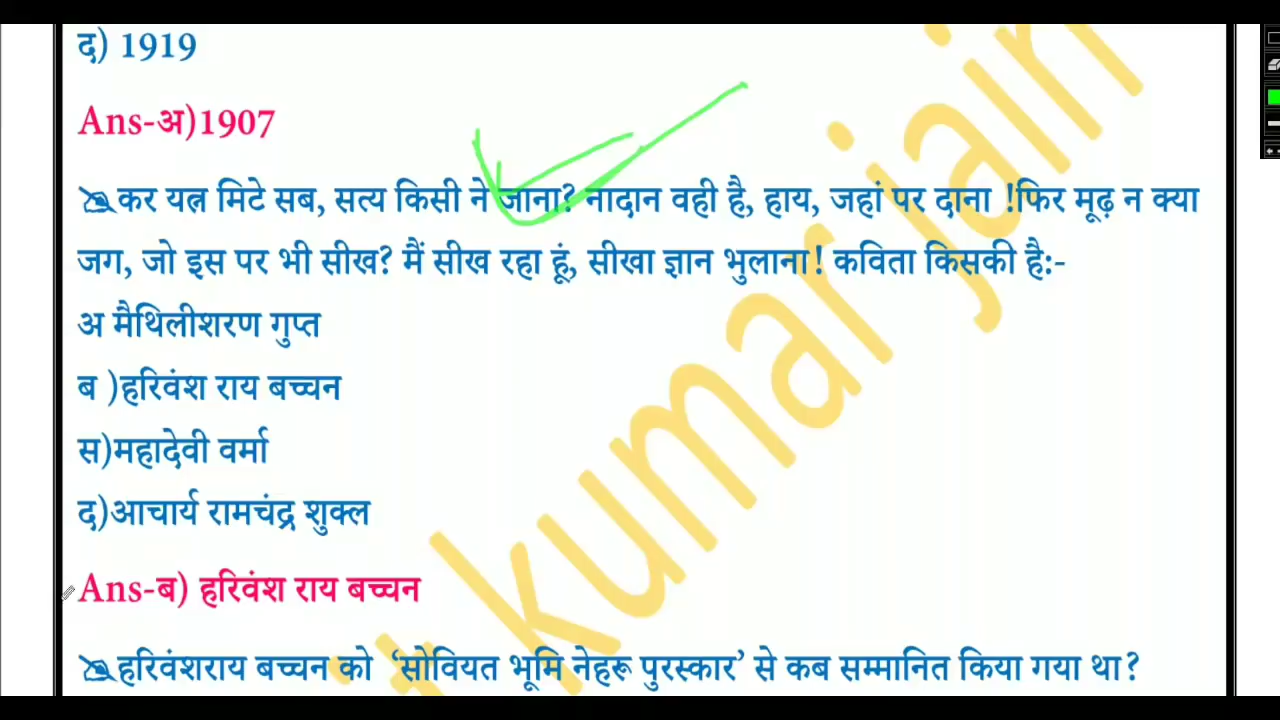 द) 1919
Ans-अ)1907
कर यत्न मिटे सब, सत्य किसी ने जाना? नादान वही है, हाय, जहां पर दाना !फिर मूढ़ न क्या
जग, जो इस पर भी सीख? मैं सीख रहा हूं, सीखा ज्ञान भुलाना! कविता किसकी है:-
अ मैथिलीशरण गुप्त
ब )हरिवंश राय बच्चन
स)महादेवी वर्मा
द)आचार्य रामचंद्र शुक्ल
Ans-ब) हरिवंश राय बच्चन
हरिवंशराय बच्चन को ‘सोवियत भूमि नेहरू पुरस्कार’ से कब सम्मानित किया गया था?
kumar jain